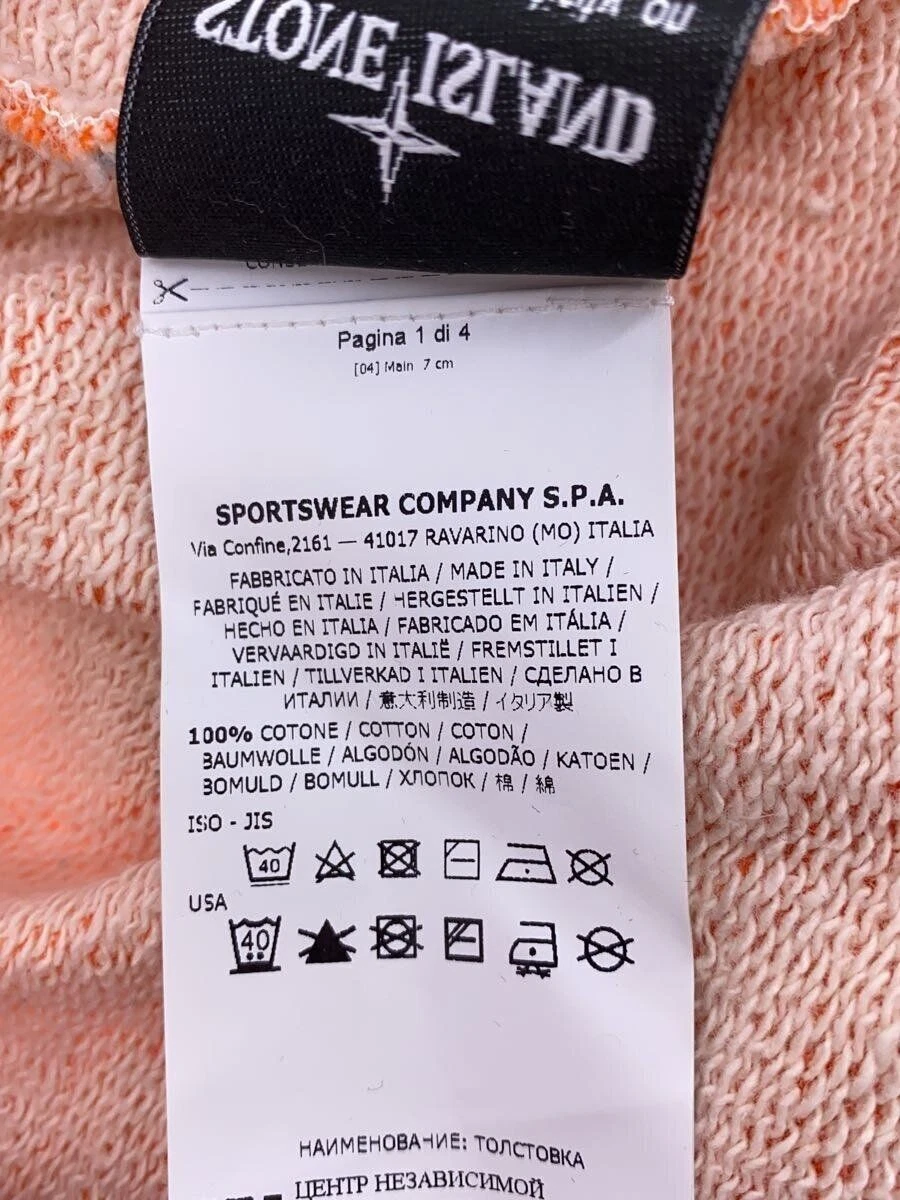 STONE ISLAND
Pagina 1 di 4
[04] Main 7 cm
SPORTSWEAR COMPANY S.P.A.
Via Confine,2161 — 41017 RAVARINO (MO) ITALIA
FABBRICATO IN ITALIA / MADE IN ITALY /
FABRIQUÉ EN ITALIE / HERGESTELLT IN ITALIEN /
HECHO EN ITALIA / FABRICADO EM ITÁLIA /
VERVAARDIGD IN ITALIË / FREMSTILLET I
ITALIEN / TILLVERKAD I ITALIEN / СДЕЛАНО В
ИТАЛИИ / 意大利制造 / イタリア製
100% COTONE / COTTON / COTON /
BAUMWOLLE / ALGODÓN / ALGODÃO / KATOEN /
BOMULD / BOMULL / ХЛОПОК / 棉 / 綿
ISO - JIS
40
USA
40
НАИМЕНОВАНИЕ: ТОЛСТОВКА
ЦЕНТР НЕЗАВИСИМОЙ